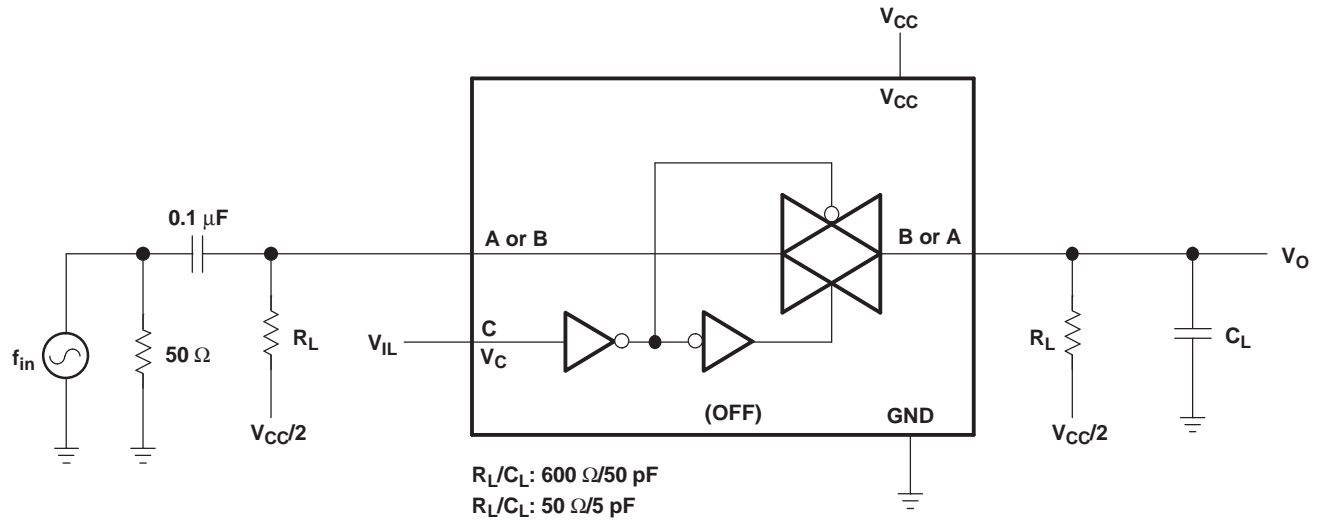 VCC
VCC
0.1 μF
A or B
B or A
VO
fin
50 Ω
RL
VIL
C
VC
RL
CL
(OFF)
GND
VCC/2
VCC/2
RL/CL: 600 Ω/50 pF
RL/CL: 50 Ω/5 pF